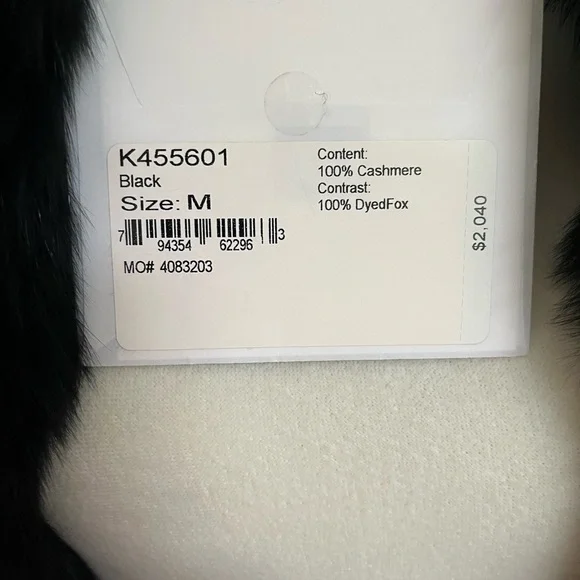 K455601
Black
Size: M
7 94354 62296 3
MO# 4083203
Content:
100% Cashmere
Contrast:
100% DyedFox
$2,040